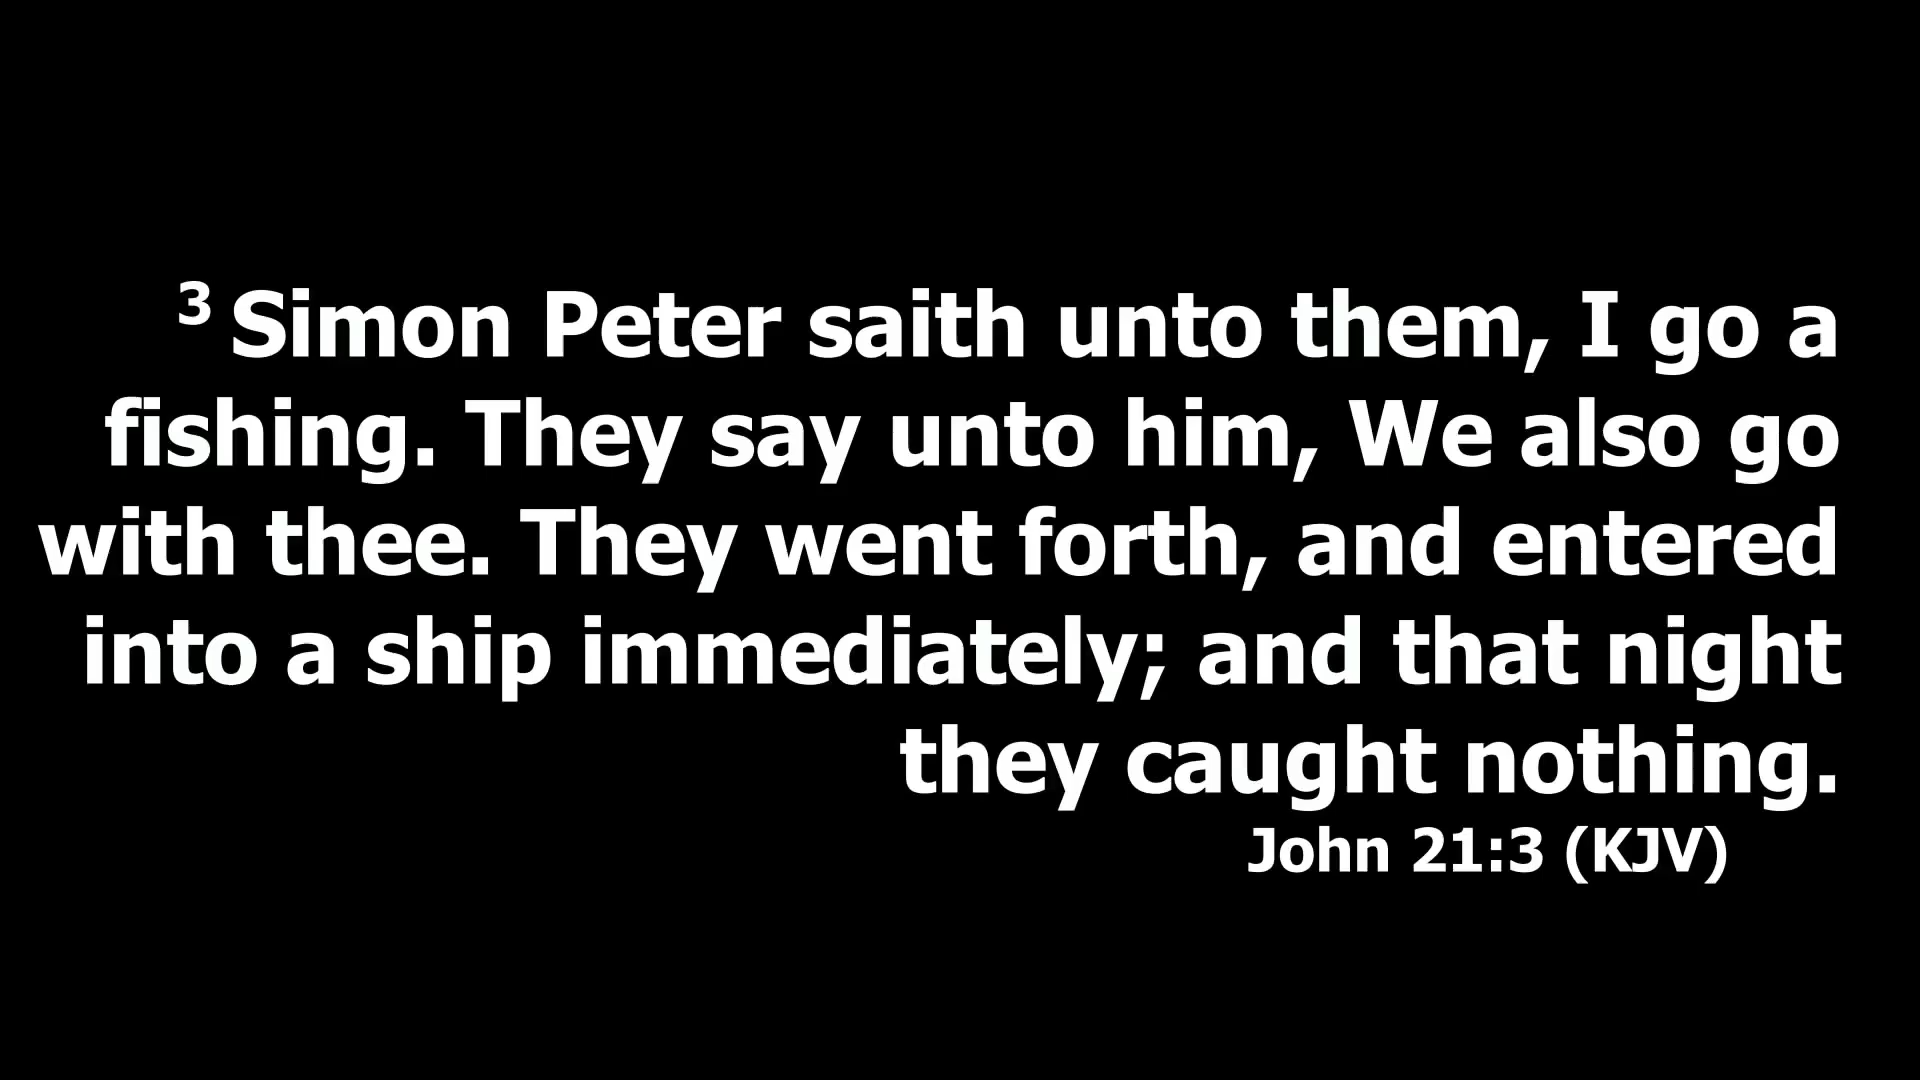 3 Simon Peter saith unto them, I go a
fishing. They say unto him, We also go
with thee. They went forth, and entered
into a ship immediately; and that night
they caught nothing.
John 21:3 (KJV)